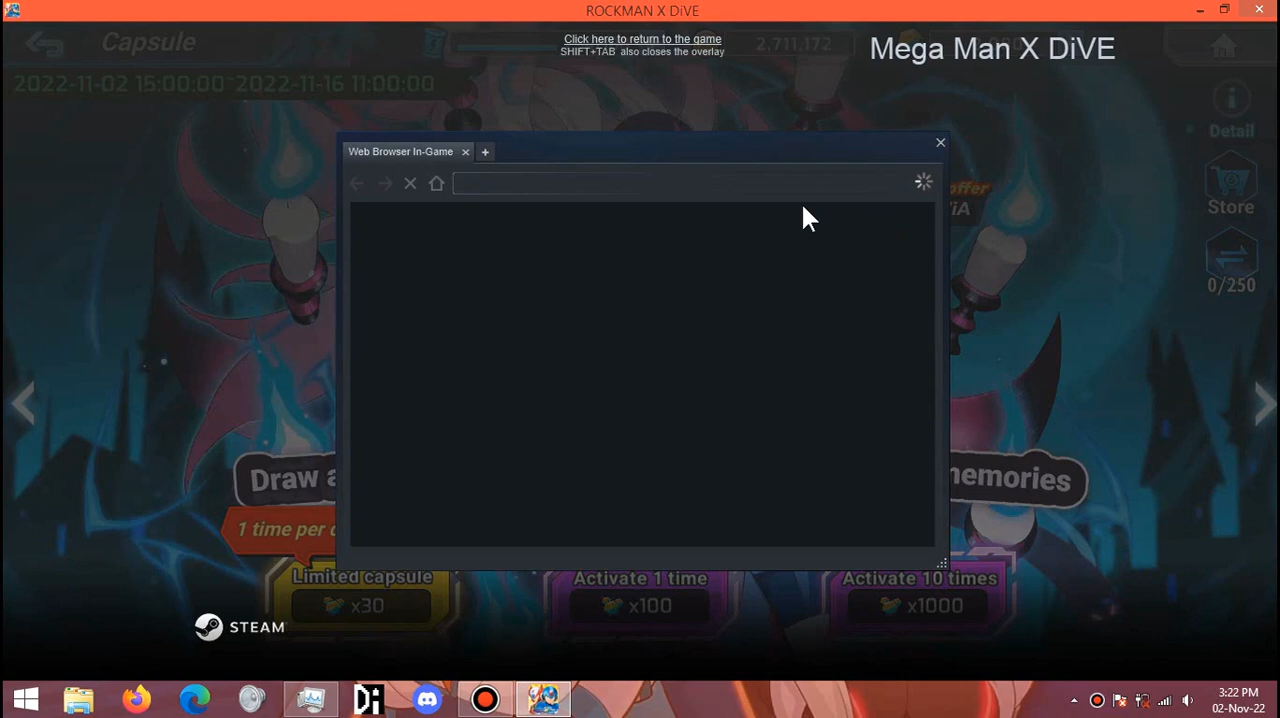 ROCKMAN X DiVE
Capsule
Click here to return to the game
SHIFT+TAB also closes the overlay
2,711,172
Mega Man X DiVE
2022-11-02 15:00:00~2022-11-16 11:00:00
Detail
Web Browser In-Game
offer
Store
0/250
Draw a
memories
1 time per
Limited capsule
x30
Activate 1 time
x100
Activate 10 times
x1000
STEAM
Di
3:22 PM
02-Nov-22